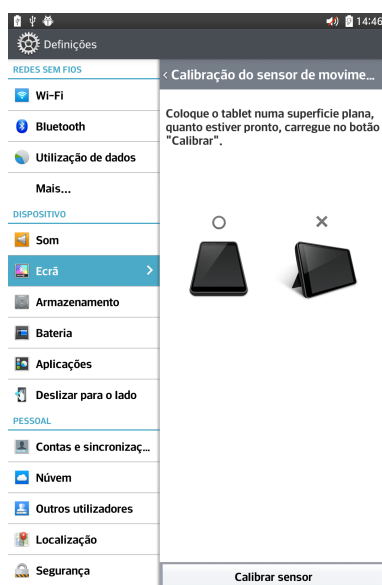 14:46
Definições
REDES SEM FIOS
Wi-Fi
Bluetooth
Utilização de dados
Mais...
DISPOSITIVO
Som
Ecrã
Armazenamento
Bateria
Aplicações
Deslizar para o lado
PESSOAL
Contas e sincronizaç...
Núvem
Outros utilizadores
Localização
Segurança
< Calibração do sensor de movime...
Coloque o tablet numa superficie plana,
quanto estiver pronto, carregue no botão
"Calibrar".
Calibrar sensor